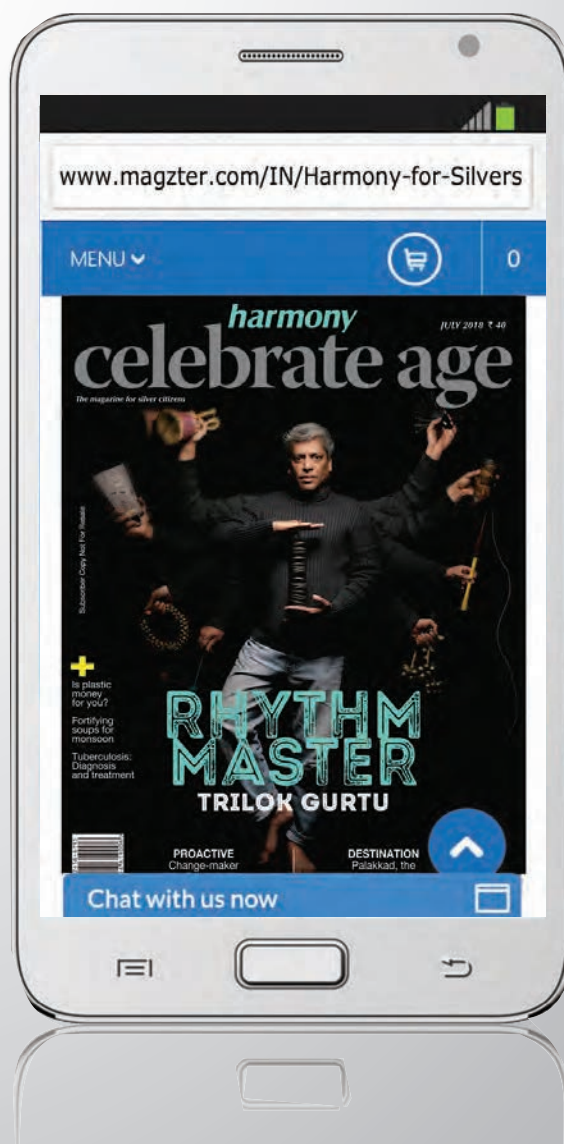 www.magzter.com/IN/Harmony-for-Silvers
MENU
0
harmony
JULY 2018 ₹ 40
celebrate age
The magazine for silver citizens
Subscriber Copy Not For Resale
Is plastic
money
for you?
Fortifying
soups for
monsoon
Tuberculosis:
Diagnosis
and treatment
RHYTHM
MASTER
TRILOK GURTU
PROACTIVE
Change-maker
DESTINATION
Palakkad, the
Chat with us now